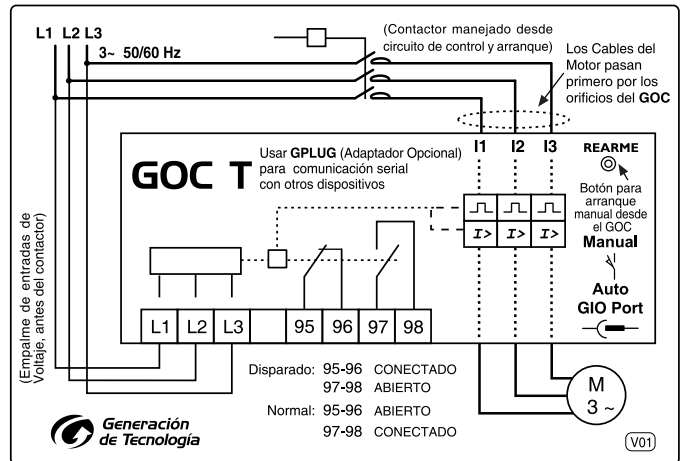 L1 L2 L3
3~ 50/60 Hz
(Contactor manejado desde
circuito de control y arranque)
Los Cables del
Motor pasan
primero por los
orificios del GOC
I1 I2 I3
GOC T
Usar GPLUG (Adaptador Opcional)
para comunicación serial
con otros dispositivos
REARME
Botón para
arranque
manual desde
el GOC
Manual
Auto
GIO Port
I> I> I>
(Empalme de entradas de
Voltaje, antes del contactor)
L1 L2 L3 95 96 97 98
Disparado: 95-96 CONECTADO
97-98 ABIERTO
Normal: 95-96 ABIERTO
97-98 CONECTADO
M
3 ~
Generación
de Tecnología
V01